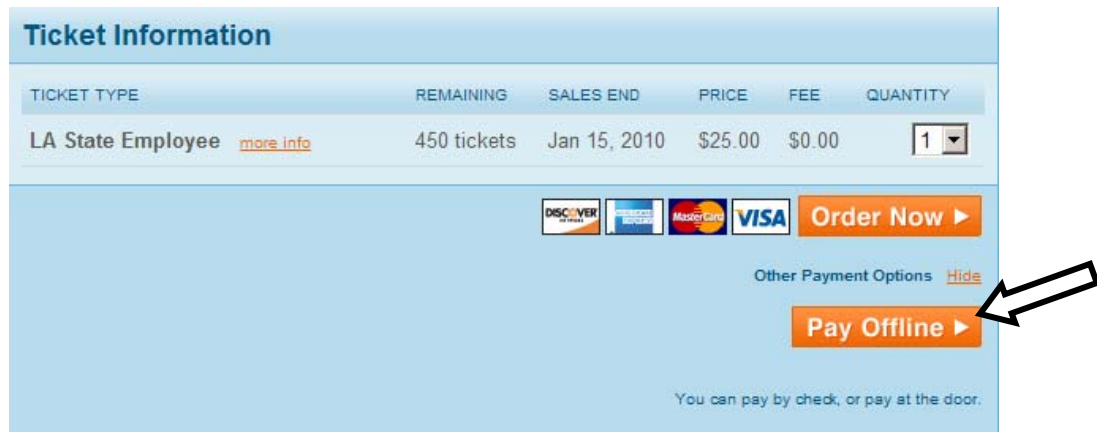 Ticket Information
TICKET TYPE REMAINING SALES END PRICE FEE QUANTITY
LA State Employee more info 450 tickets Jan 15, 2010 $25.00 $0.00 1
DISCOVER MasterCard VISA Order Now
Other Payment Options Hide
Pay Offline
You can pay by check, or pay at the door.